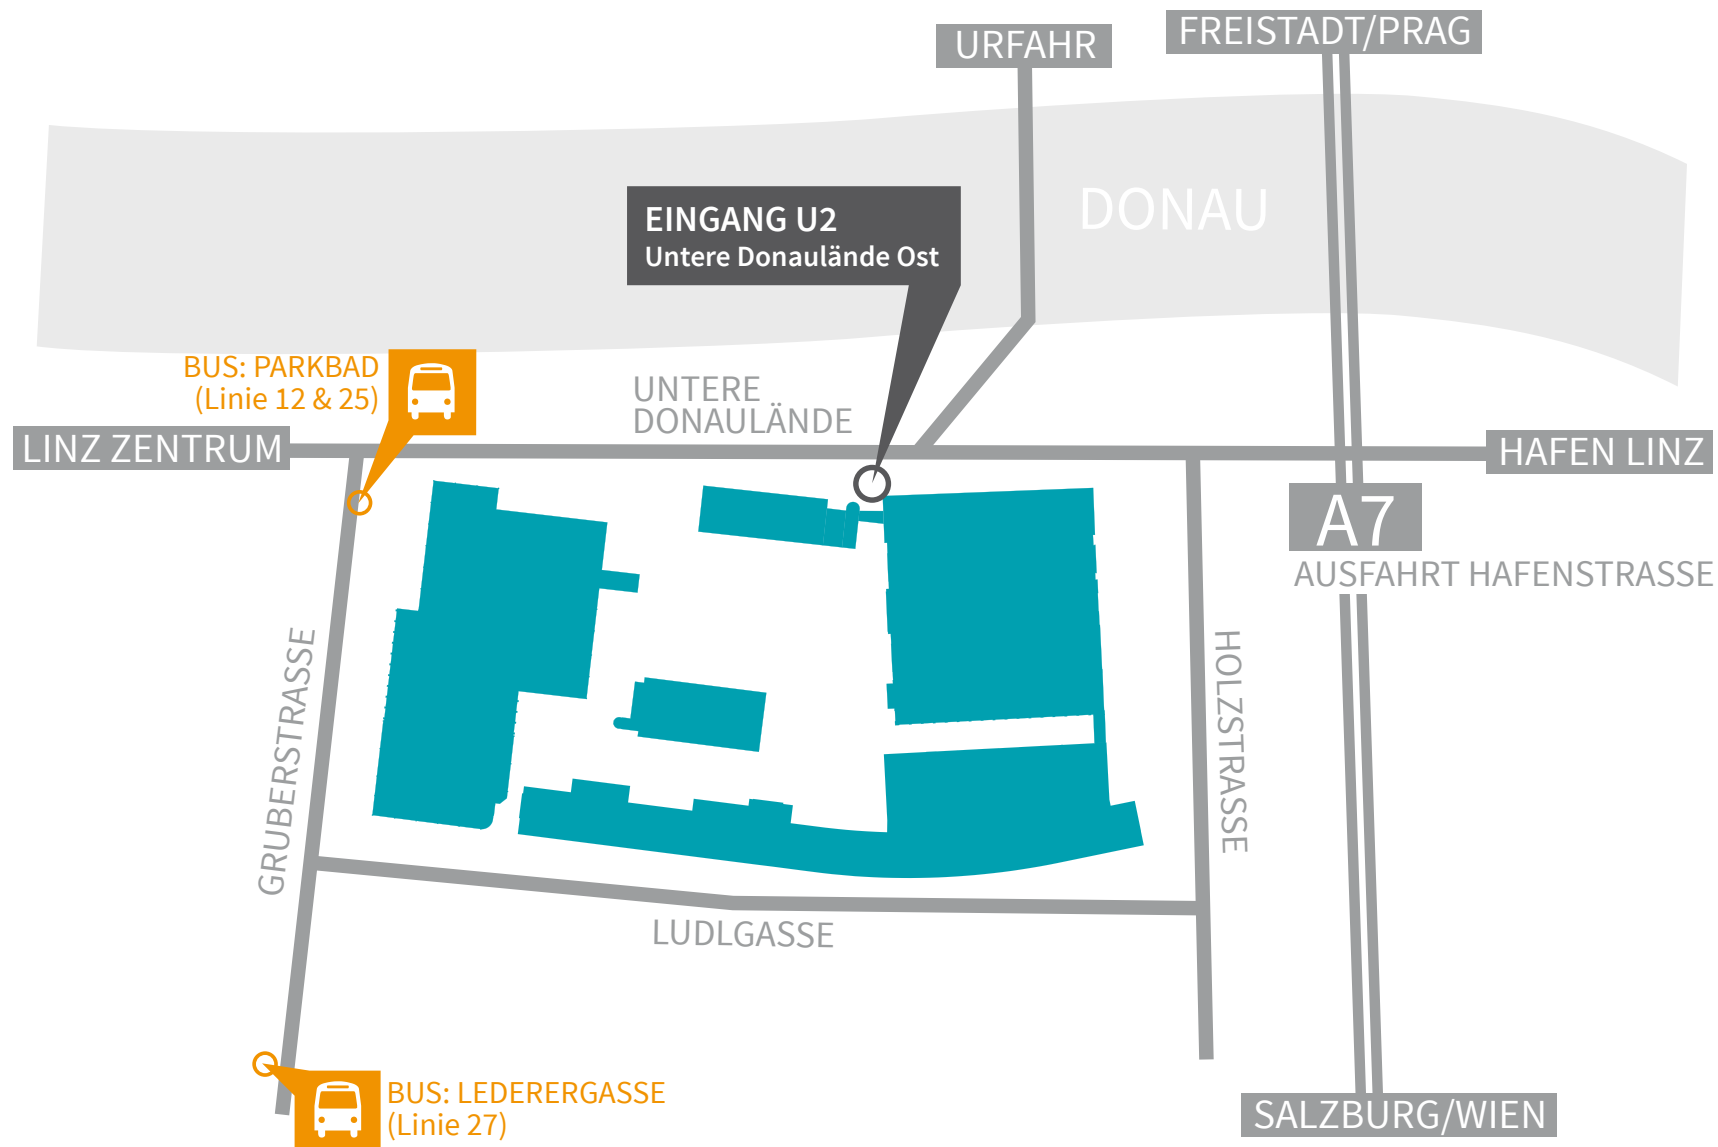 URFAHR
FREISTADT/PRAG
DONAU
EINGANG U2
Untere Donaulände Ost
BUS: PARKBAD
(Linie 12 & 25)
UNTERE
DONAULÄNDE
LINZ ZENTRUM
HAFEN LINZ
A7
AUSFAHRT HAFENSTRASSE
GRUBERSTRASSE
HOLZSTRASSE
LUDLGASSE
BUS: LEDERERGASSE
(Linie 27)
SALZBURG/WIEN